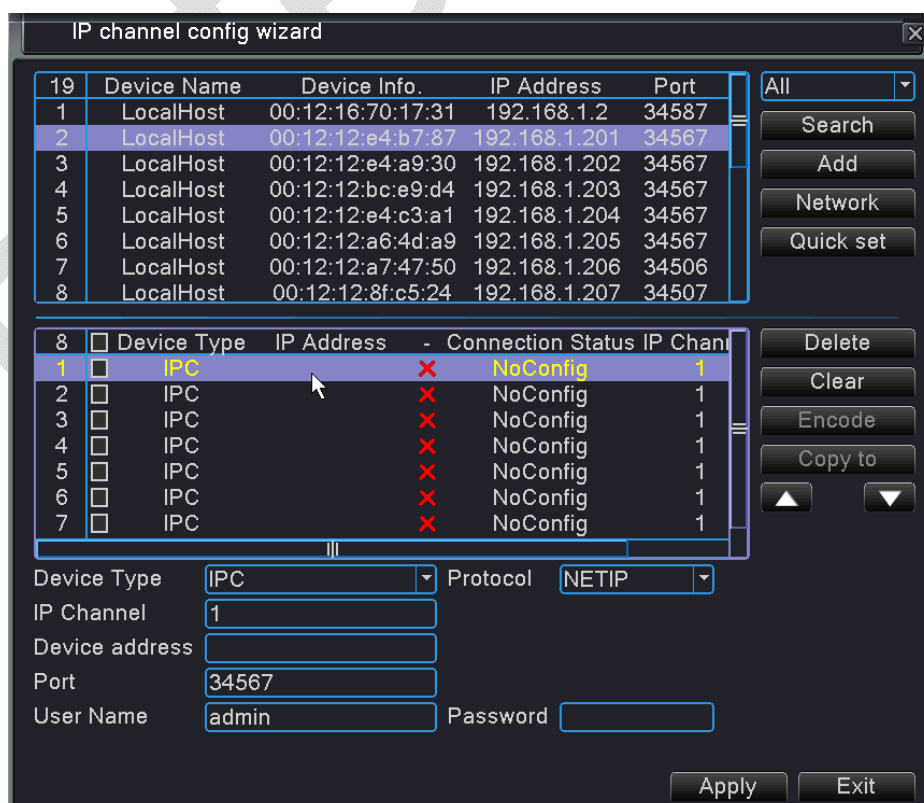 IP channel config wizard
19 Device Name Device Info. IP Address Port
1 LocalHost 00:12:16:70:17:31 192.168.1.2 34587
2 LocalHost 00:12:12:e4:b7:87 192.168.1.201 34567
3 LocalHost 00:12:12:e4:a9:30 192.168.1.202 34567
4 LocalHost 00:12:12:bc:e9:d4 192.168.1.203 34567
5 LocalHost 00:12:12:e4:c3:a1 192.168.1.204 34567
6 LocalHost 00:12:12:a6:4d:a9 192.168.1.205 34567
7 LocalHost 00:12:12:a7:47:50 192.168.1.206 34506
8 LocalHost 00:12:12:8f:c5:24 192.168.1.207 34507
All
Search
Add
Network
Quick set
8 Device Type IP Address - Connection Status IP Chan
1 IPC NoConfig 1
2 IPC NoConfig 1
3 IPC NoConfig 1
4 IPC NoConfig 1
5 IPC NoConfig 1
6 IPC NoConfig 1
7 IPC NoConfig 1
Delete
Clear
Encode
Copy to
Device Type IPC Protocol NETIP
IP Channel 1
Device address
Port 34567
User Name admin Password
Apply Exit